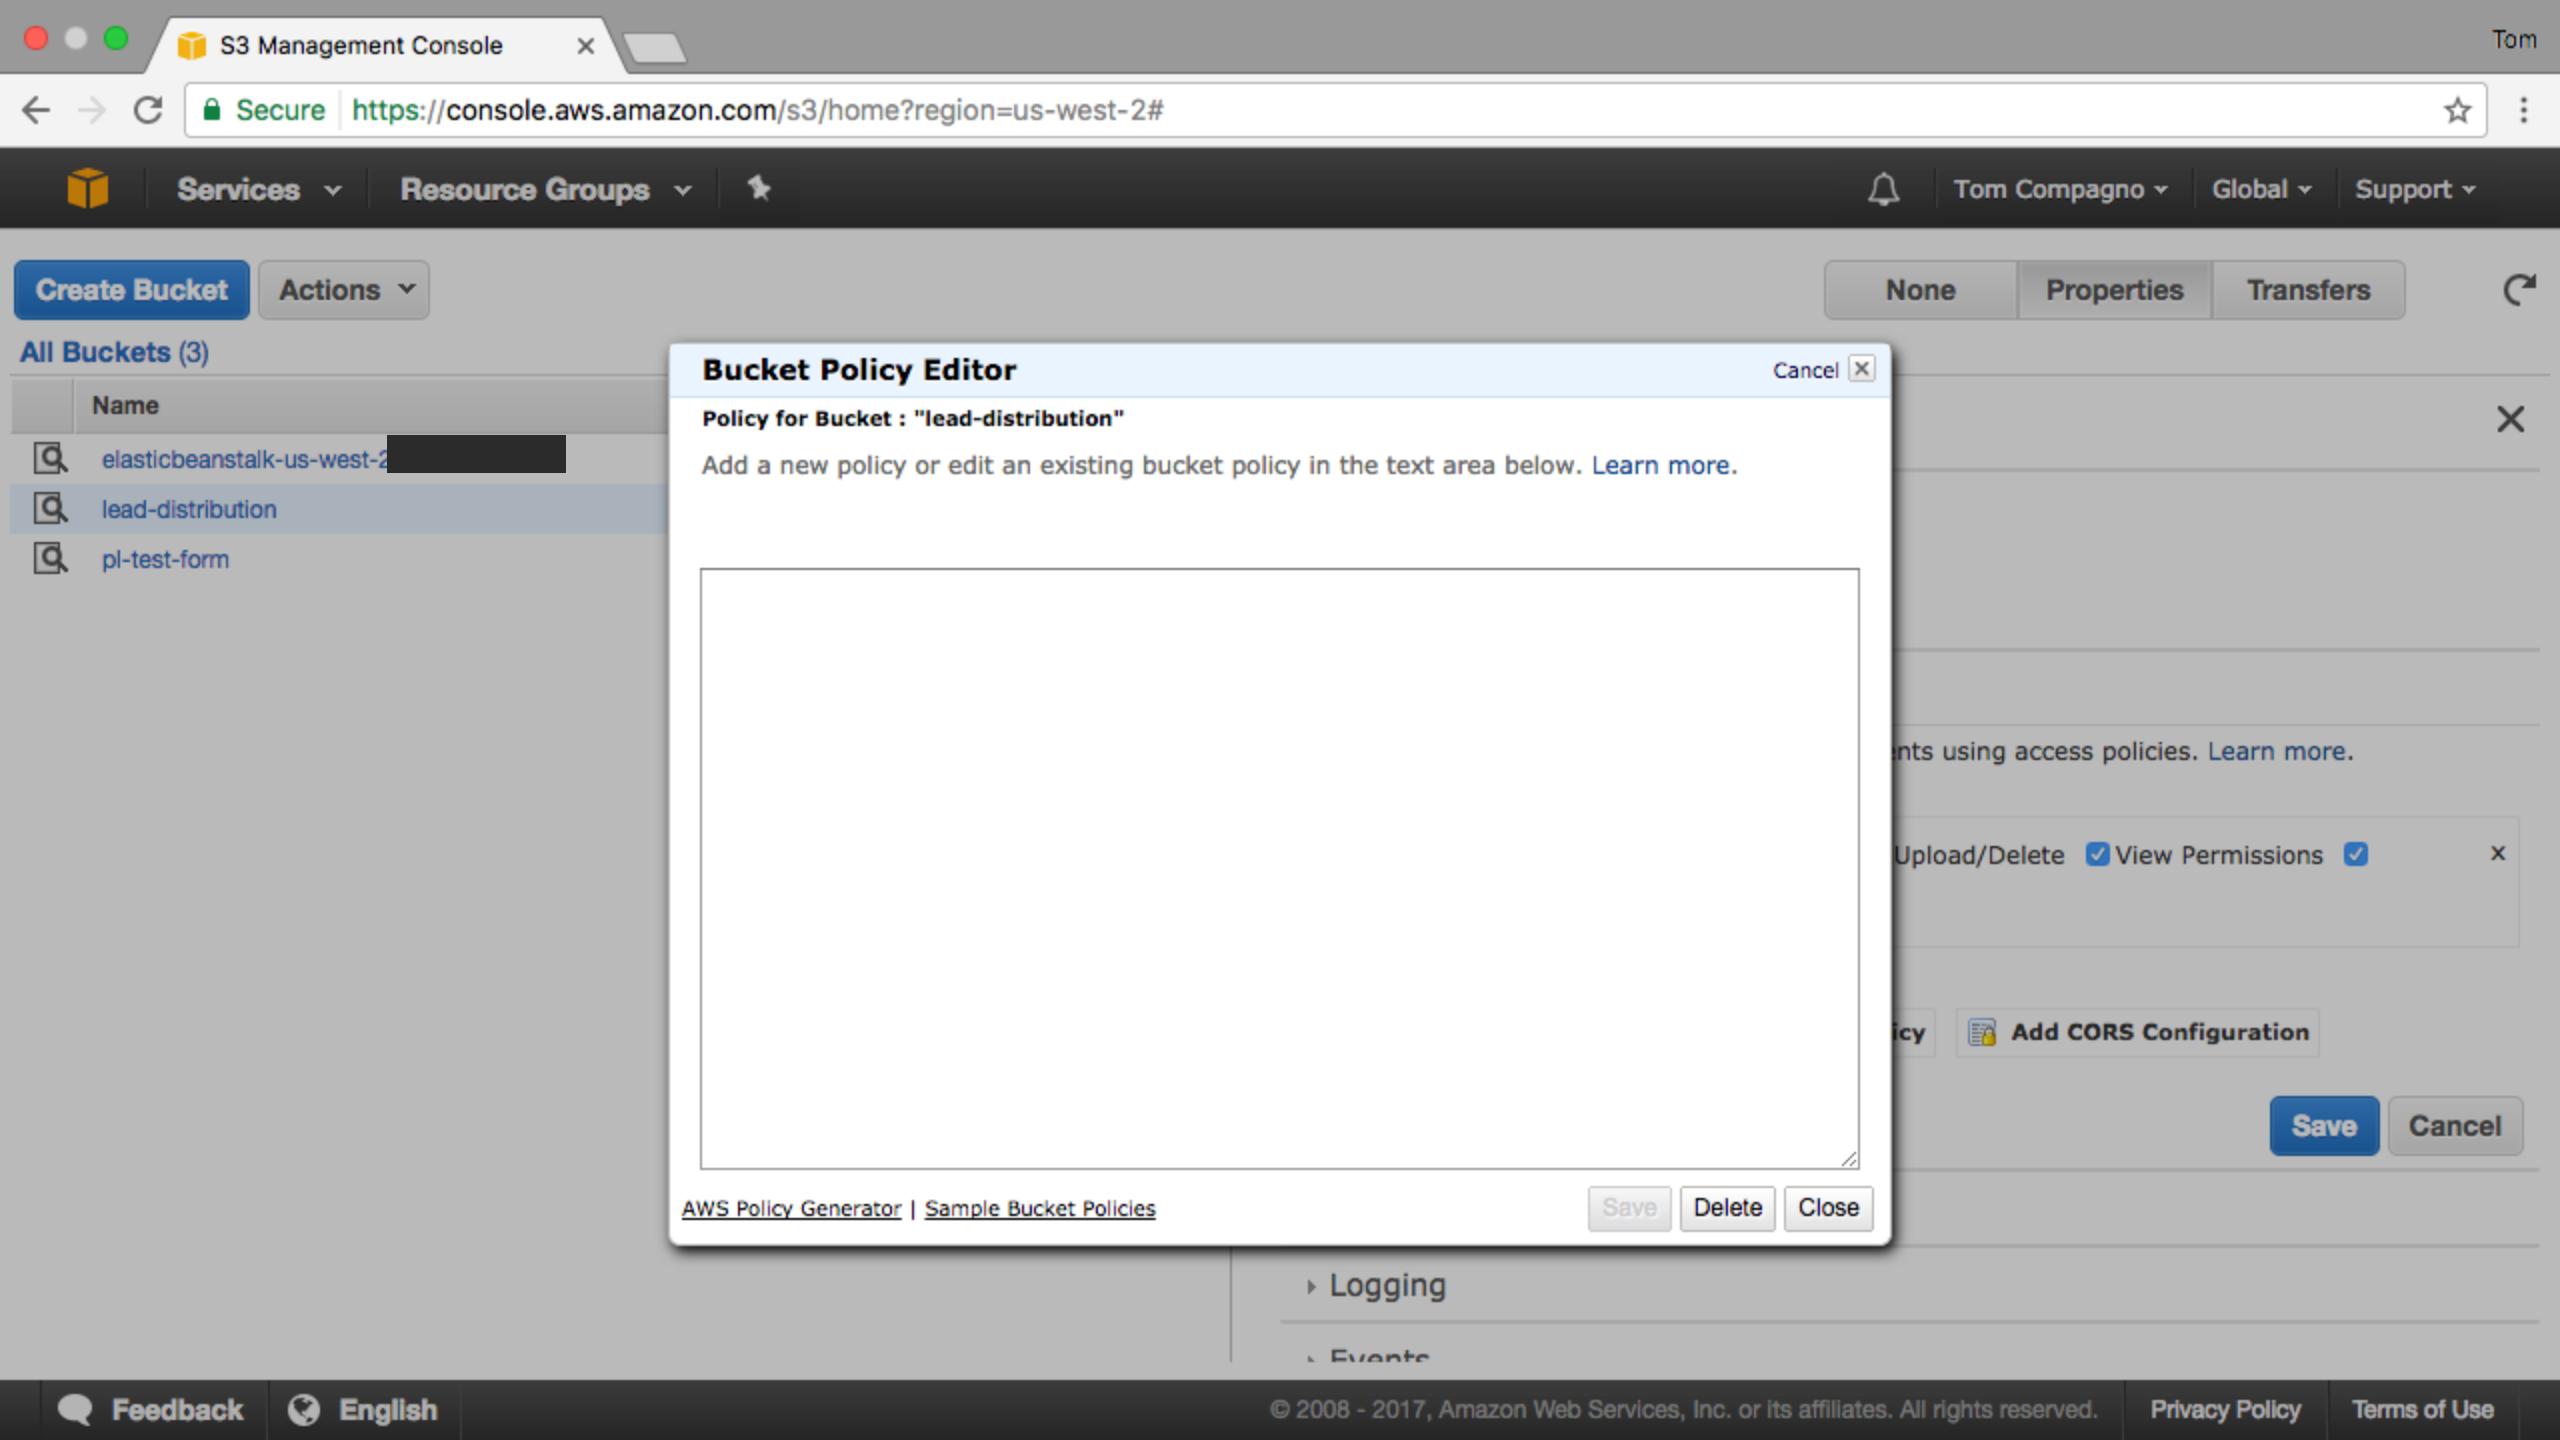 S3 Management Console
Tom
Secure https://console.aws.amazon.com/s3/home?region=us-west-2#
Services Resource Groups Tom Compagno Global Support
Create Bucket Actions None Properties Transfers
All Buckets (3)
Name
elasticbeanstalk-us-west-2
lead-distribution
pl-test-form
Bucket Policy Editor Cancel
Policy for Bucket : "lead-distribution"
Add a new policy or edit an existing bucket policy in the text area below. Learn more.
nts using access policies. Learn more.
Upload/Delete View Permissions
icy Add CORS Configuration
Save Cancel
AWS Policy Generator | Sample Bucket Policies Save Delete Close
Logging
Events
Feedback English © 2008 - 2017, Amazon Web Services, Inc. or its affiliates. All rights reserved. Privacy Policy Terms of Use